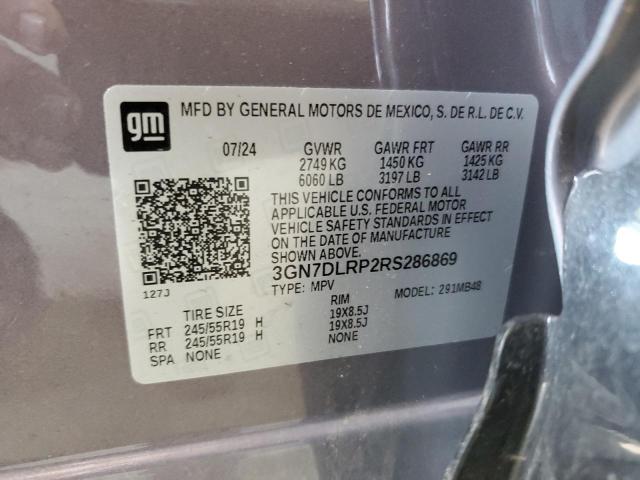 gm
MFD BY GENERAL MOTORS DE MEXICO, S. DE R.L. DE C.V.
07/24 GVWR GAWR FRT GAWR RR
2749 KG 1450 KG 1425 KG
6060 LB 3197 LB 3142 LB
THIS VEHICLE CONFORMS TO ALL
APPLICABLE U.S. FEDERAL MOTOR
VEHICLE SAFETY STANDARDS IN EFFECT
ON THE DATE OF MANUFACTURE
SHOWN ABOVE.
3GN7DLRP2RS286869
127J
TYPE: MPV MODEL: 291MB48
TIRE SIZE RIM
FRT 245/55R19 H 19X8.5J
RR 245/55R19 H 19X8.5J
SPA NONE NONE